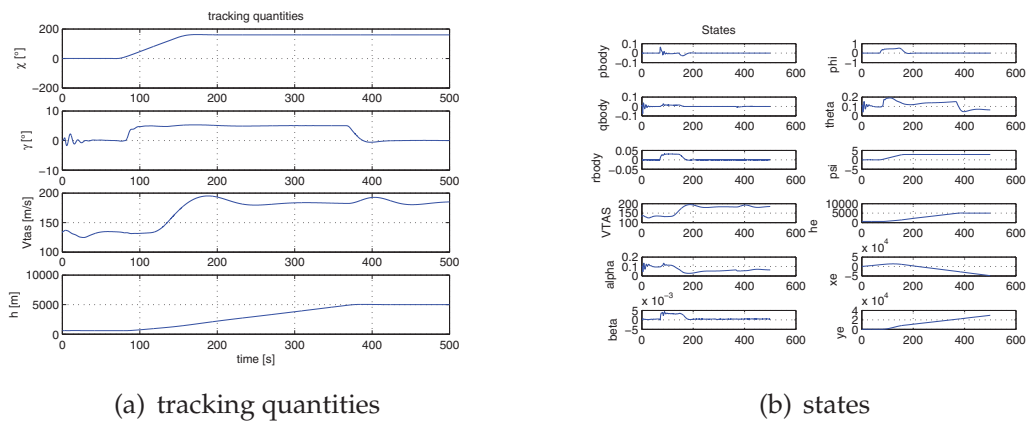 tracking quantities
χ [°]
200
0
−200
0 100 200 300 400 500
γ [°]
10
0
−10
0 100 200 300 400 500
Vtas [m/s]
200
150
100
0 100 200 300 400 500
h [m]
10000
5000
0
0 100 200 300 400 500
time [s]
(a) tracking quantities
States
pbody
0.1
0
−0.1
0 200 400 600
phi
1
0
−1
0 200 400 600
qbody
0.1
0
−0.1
0 200 400 600
theta
0.2
0.1
0
0 200 400 600
rbody
0.05
0
−0.05
0 200 400 600
psi
5
0
−5
0 200 400 600
VTAS
200
150
100
0 200 400 600
he
10000
5000
0
0 200 400 600
alpha
0.2
0.1
0
0 200 400 600
xe
x 10⁴
5
0
−5
0 200 400 600
beta
x 10⁻³
5
0
−5
0 200 400 600
ye
x 10⁴
4
2
0
0 200 400 600
(b) states